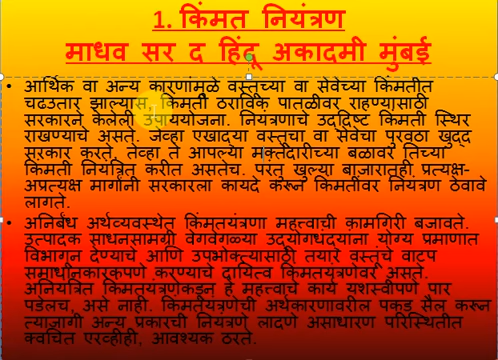 1. किंमत नियंत्रण
माधव सर द हिंदू अकादमी मुंबई
• आर्थिक वा अन्य कारणांमुळे वस्तूच्या वा सेवेच्या किंमतीत
चढउतार झाल्यास, किंमती ठराविक पातळीवर राहण्यासाठी
सरकारने केलेली उपाययोजना. नियंत्रणाचे उद्दिष्ट किंमती स्थिर
राखण्याचे असते. जेव्हा एखाद्या वस्तूचा वा सेवेचा पुरवठा खुद्द
सरकार करते, तेव्हा ते आपल्या मक्तेदारीच्या बळावर तिच्या
किंमती नियंत्रित करीत असतेच. परंतु खुल्या बाजारातही प्रत्यक्ष-
अप्रत्यक्ष मार्गांनी सरकारला कायदे करून किंमतींवर नियंत्रण ठेवावे
लागते.
• अनिर्बंध अर्थव्यवस्थेत किंमतयंत्रणा महत्त्वाची कामगिरी बजावते.
उत्पादक साधनसामग्री वेगवेगळ्या उद्योगधंद्यांना योग्य प्रमाणात
विभागून देण्याचे आणि उपभोक्त्यासाठी तयार वस्तूंचे वाटप
समाधानकारकपणे करण्याचे दायित्व किंमतयंत्रणेवर असते.
अनियंत्रित किंमतयंत्रणेकडून हे महत्त्वाचे कार्य यशस्वीपणे पार
पडेलच, असे नाही. किंमतयंत्रणेची अर्थकारणावरील पकड सैल करून
त्याजागी अन्य प्रकारची नियंत्रणे लादणे असाधारण परिस्थितीत
क्वचित एरव्हीही, आवश्यक ठरते.